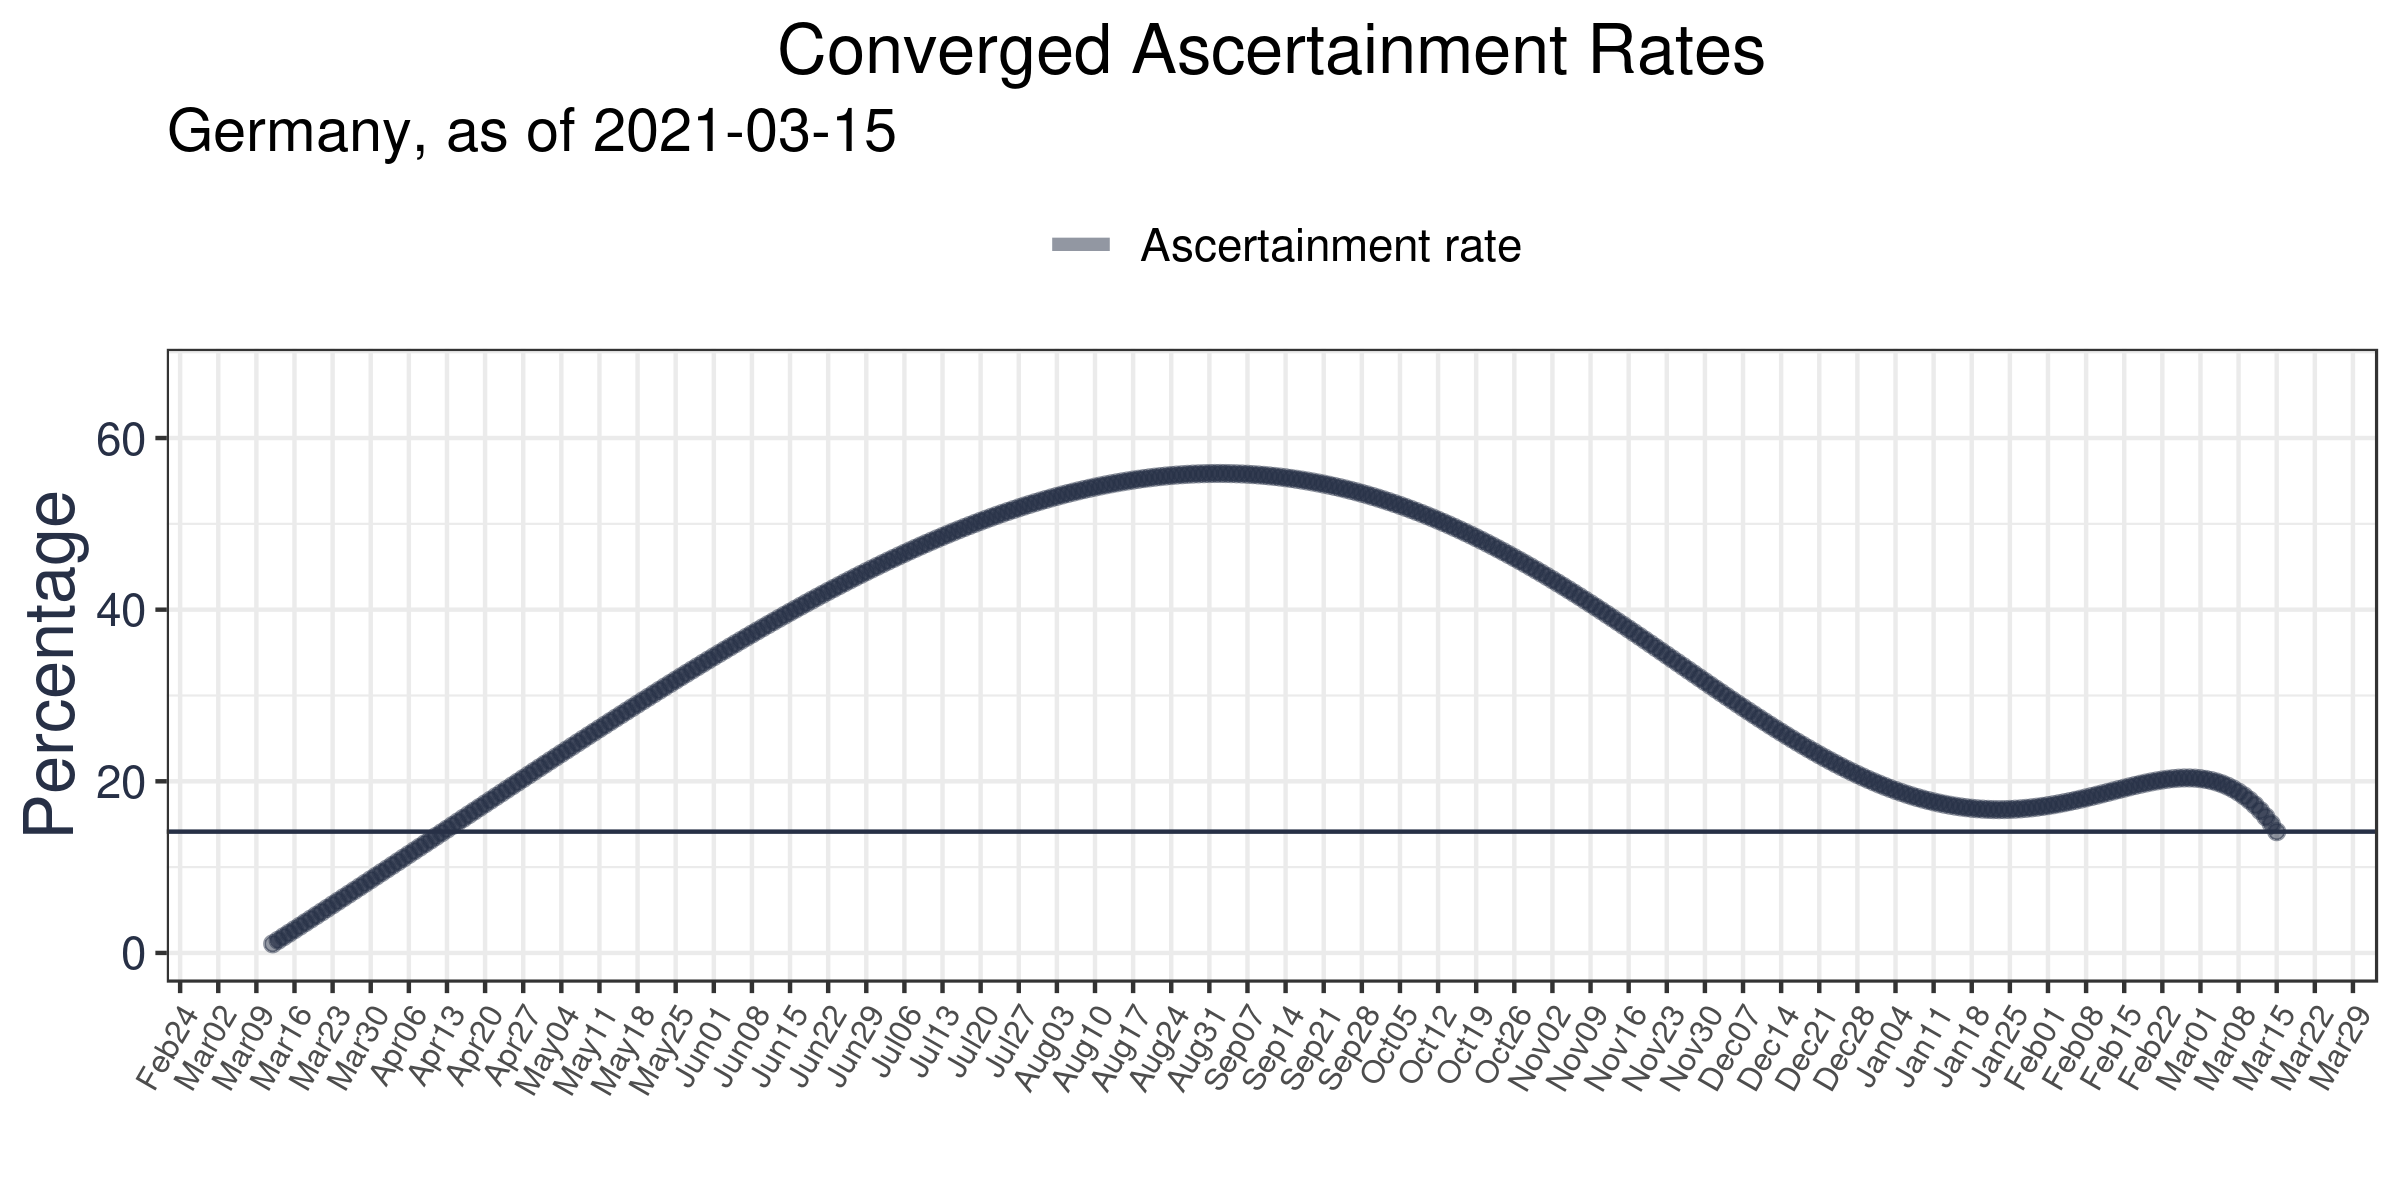 Converged Ascertainment Rates
Germany, as of 2021-03-15
Ascertainment rate
Percentage
60
40
20
0
Feb24 Mar02 Mar09 Mar16 Mar23 Mar30 Apr06 Apr13 Apr20 Apr27 May04 May11 May18 May25 Jun01 Jun08 Jun15 Jun22 Jun29 Jul06 Jul13 Jul20 Jul27 Aug03 Aug10 Aug17 Aug24 Aug31 Sep07 Sep14 Sep21 Sep28 Oct05 Oct12 Oct19 Oct26 Nov02 Nov09 Nov16 Nov23 Nov30 Dec07 Dec14 Dec21 Dec28 Jan04 Jan11 Jan18 Jan25 Feb01 Feb08 Feb15 Feb22 Mar01 Mar08 Mar15 Mar22 Mar29